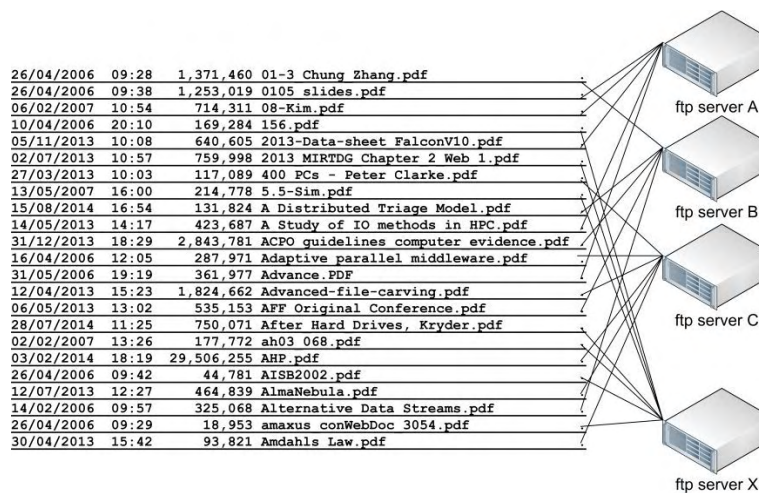 26/04/2006 09:28 1,371,460 01-3 Chung Zhang.pdf
26/04/2006 09:38 1,253,019 0105 slides.pdf
06/02/2007 10:54 714,311 08-Kim.pdf
10/04/2006 20:10 169,284 156.pdf
05/11/2013 10:08 640,605 2013-Data-sheet FalconV10.pdf
02/07/2013 10:57 759,998 2013 MIRTDG Chapter 2 Web 1.pdf
27/03/2013 10:03 117,089 400 PCs - Peter Clarke.pdf
13/05/2007 16:00 214,778 5.5-Sim.pdf
15/08/2014 16:54 131,824 A Distributed Triage Model.pdf
14/05/2013 14:17 423,687 A Study of IO methods in HPC.pdf
31/12/2013 18:29 2,843,781 ACPO guidelines computer evidence.pdf
16/04/2006 12:05 287,971 Adaptive parallel middleware.pdf
31/05/2006 19:19 361,977 Advance.PDF
12/04/2013 15:23 1,824,662 Advanced-file-carving.pdf
06/05/2013 13:02 535,153 AFF Original Conference.pdf
28/07/2014 11:25 750,071 After Hard Drives, Kryder.pdf
02/02/2007 13:26 177,772 ah03 068.pdf
03/02/2014 18:19 29,506,255 AHP.pdf
26/04/2006 09:42 44,781 AISB2002.pdf
12/07/2013 12:27 464,839 AlmaNebula.pdf
14/02/2006 09:57 325,068 Alternative Data Streams.pdf
26/04/2006 09:29 18,953 amaxus conWebDoc 3054.pdf
30/04/2013 15:42 93,821 Amdahls Law.pdf
ftp server A
ftp server B
ftp server C
ftp server X